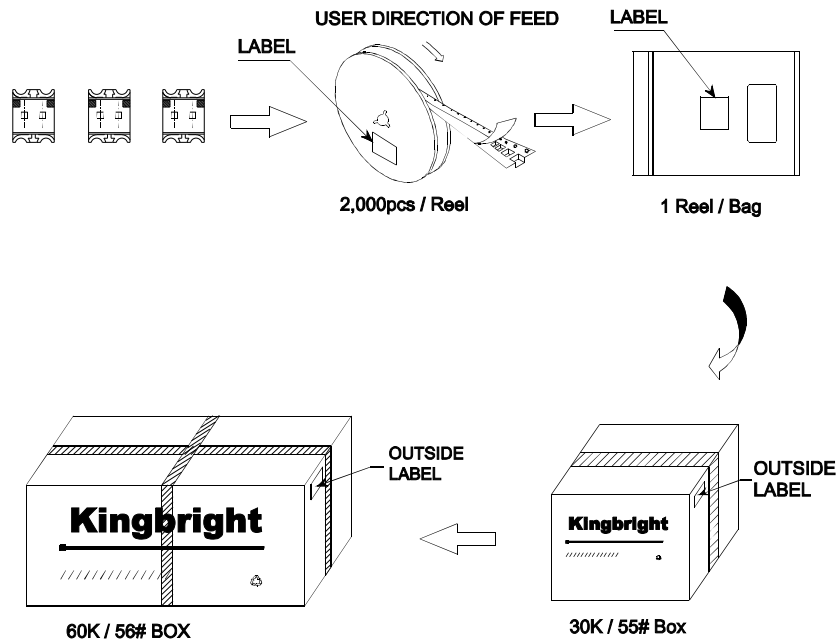 USER DIRECTION OF FEED
LABEL
LABEL
2,000pcs / Reel
1 Reel / Bag
OUTSIDE
LABEL
Kingbright
60K / 56# BOX
OUTSIDE
LABEL
Kingbright
30K / 55# Box